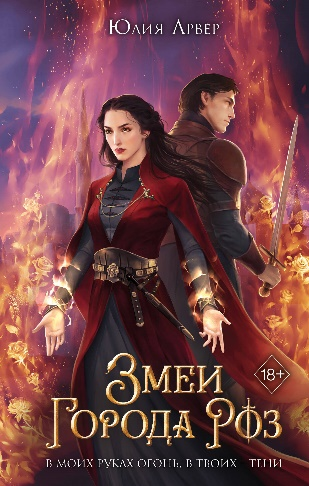 Юлия Арвер
Змеи
Города Роз
18+
В моих руках огонь, в твоих – тени